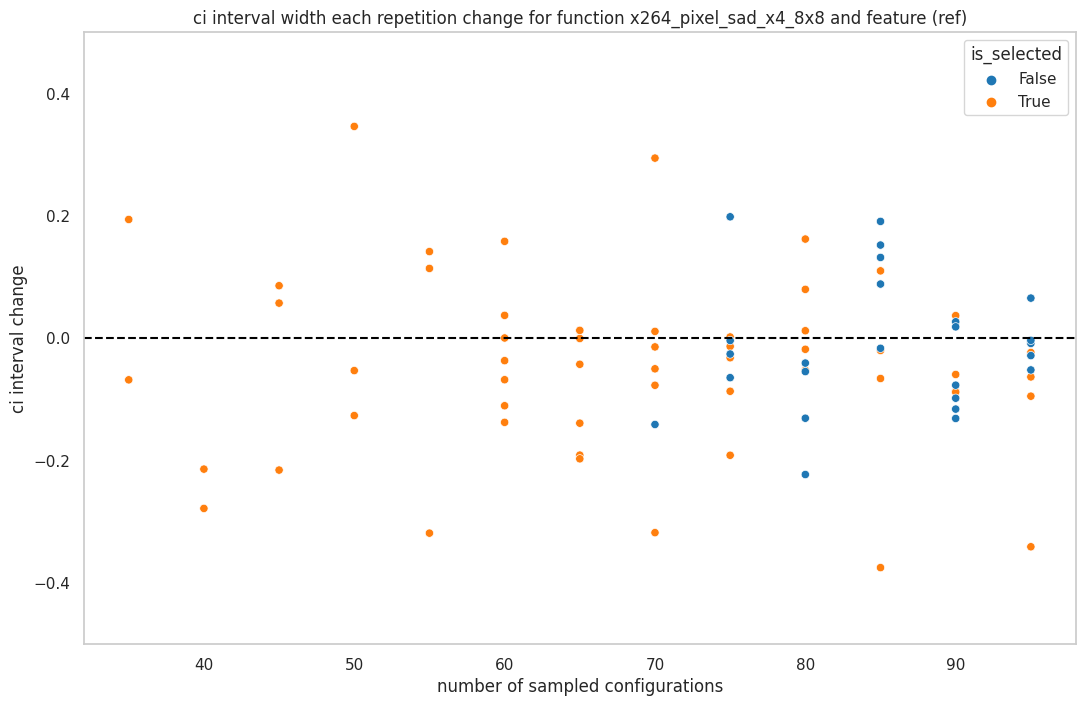 ci interval width each repetition change for function x264_pixel_sad_x4_8x8 and feature (ref)
is_selected
False
True
ci interval change
0.4
0.2
0.0
−0.2
−0.4
40 50 60 70 80 90
number of sampled configurations